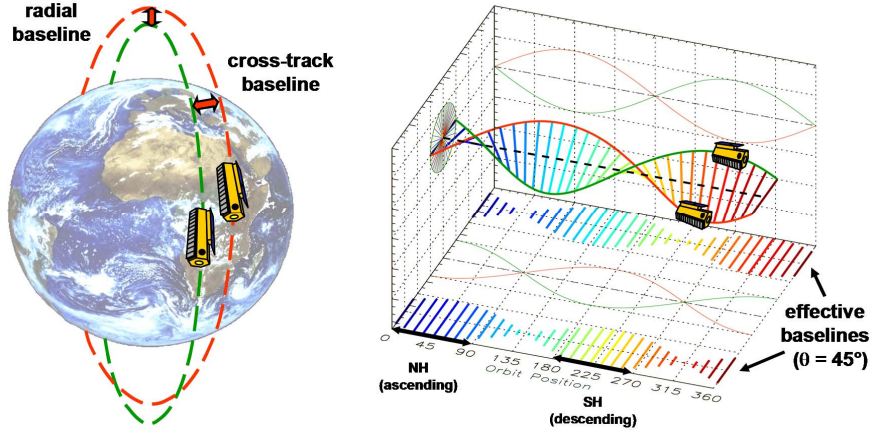 radial
baseline
cross-track
baseline
effective
baselines
(θ = 45°)
0
45
90
135
180
225
270
315
360
Orbit Position
NH
(ascending)
SH
(descending)